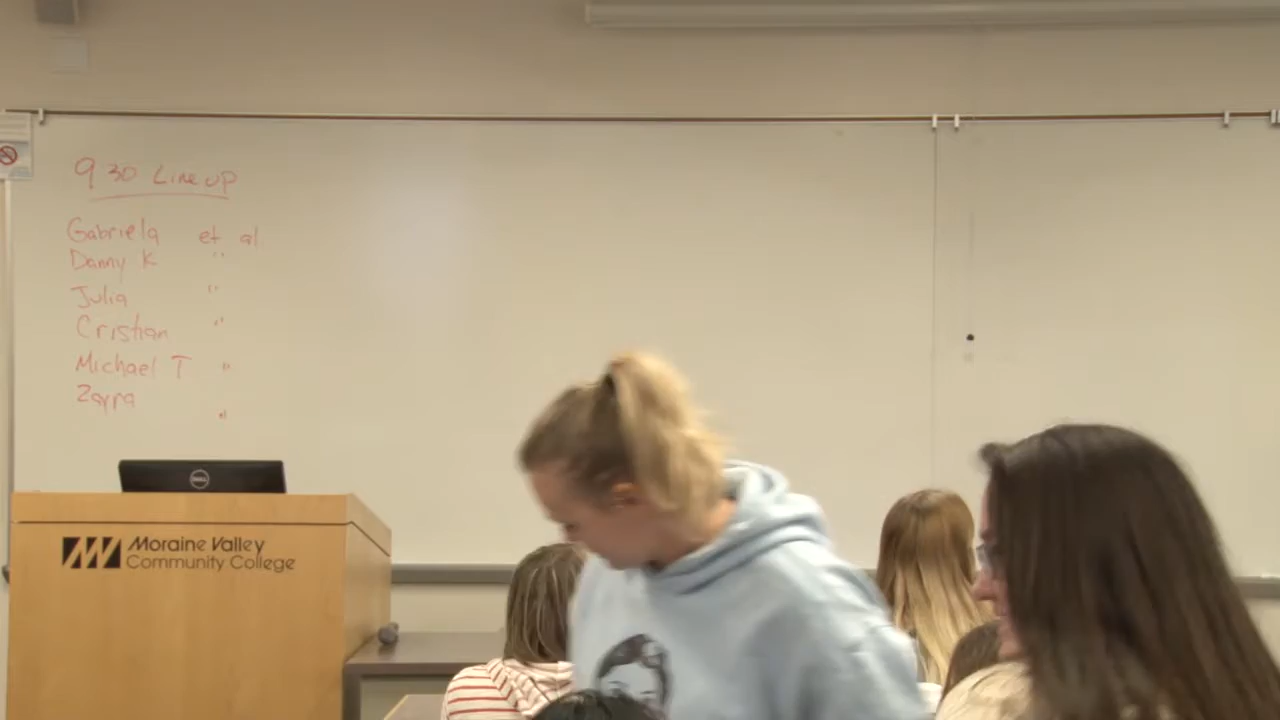 9 30 Line up
Gabriela et al
Danny K "
Julia "
Cristian "
Michael T "
Zayra "
DELL
Moraine Valley
Community College